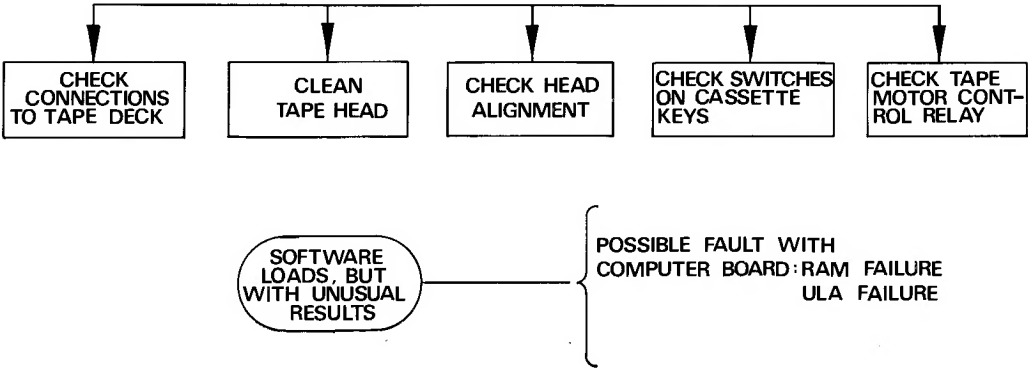 CHECK
CONNECTIONS
TO TAPE DECK
CLEAN
TAPE HEAD
CHECK HEAD
ALIGNMENT
CHECK SWITCHES
ON CASSETTE
KEYS
CHECK TAPE
MOTOR CONT-
ROL RELAY
SOFTWARE
LOADS, BUT
WITH UNUSUAL
RESULTS
POSSIBLE FAULT WITH
COMPUTER BOARD: RAM FAILURE
ULA FAILURE